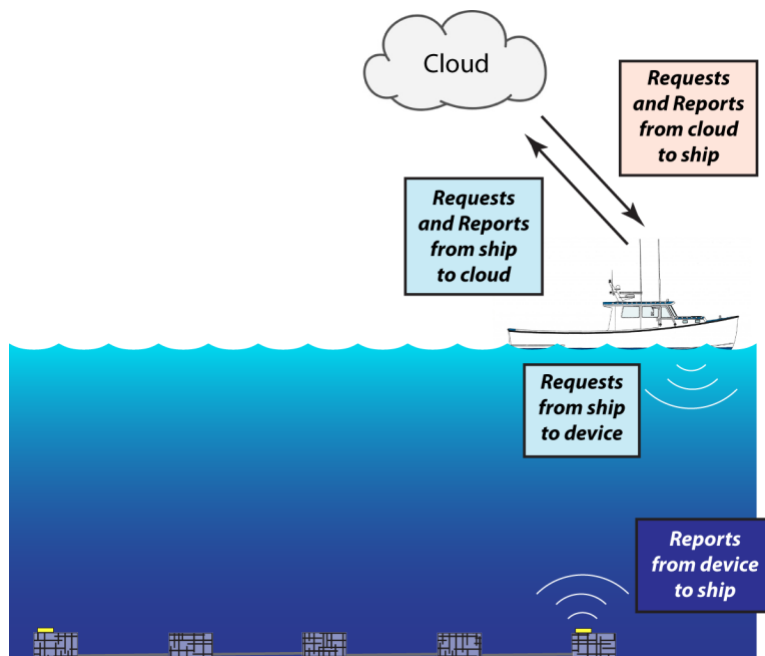 Cloud
Requests
and Reports
from cloud
to ship
Requests
and Reports
from ship
to cloud
Requests
from ship
to device
Reports
from device
to ship